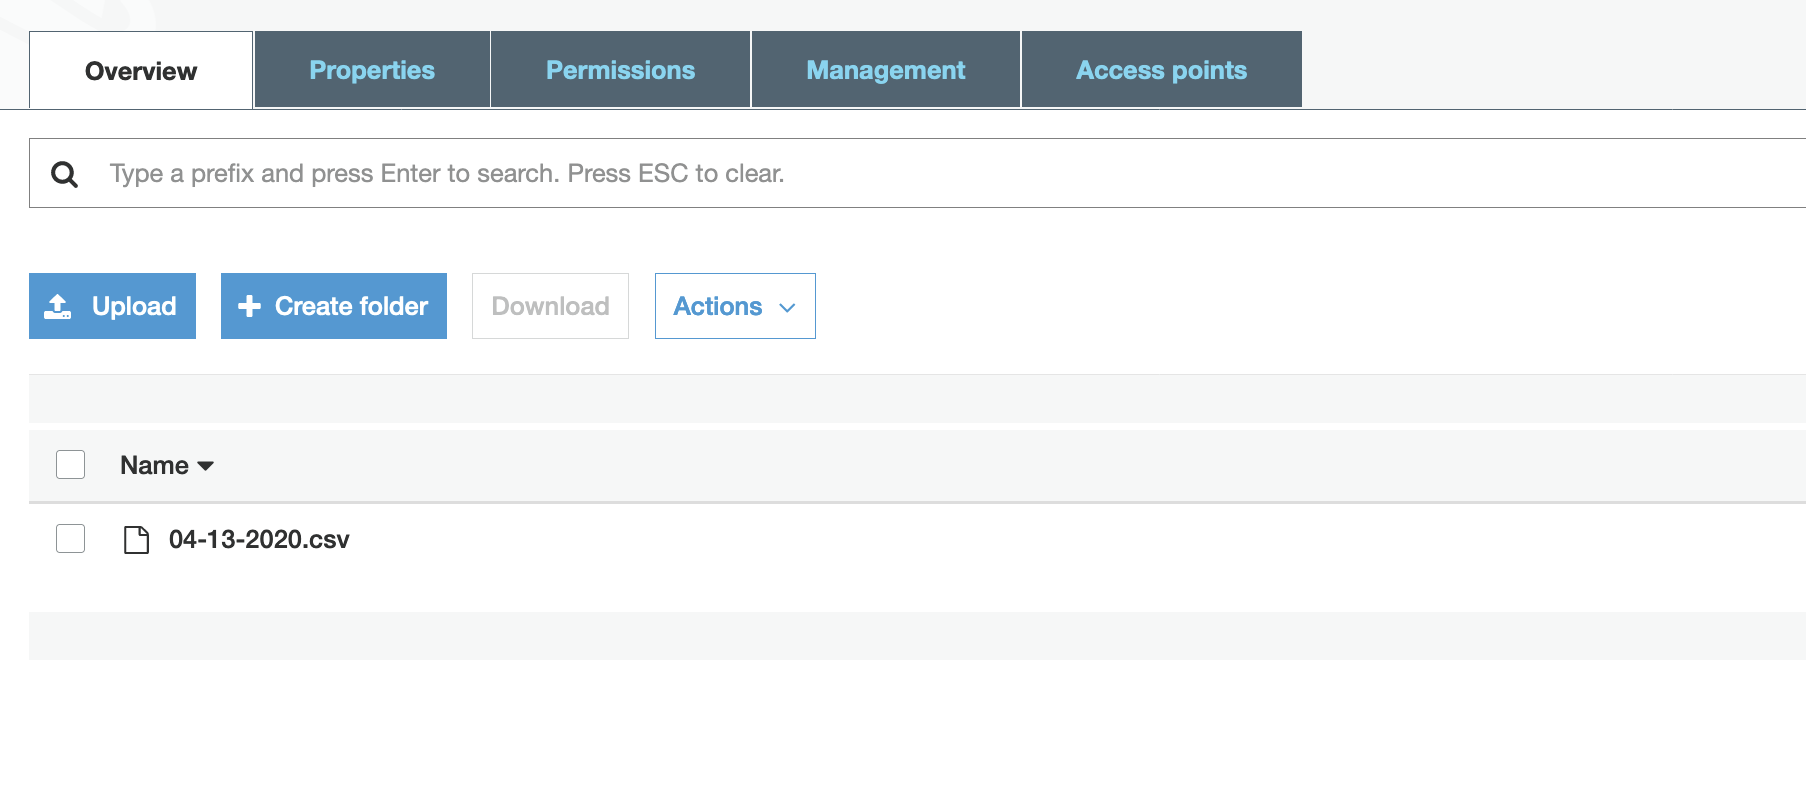 Overview Properties Permissions Management Access points
Type a prefix and press Enter to search. Press ESC to clear.
Upload Create folder Download Actions
Name
04-13-2020.csv